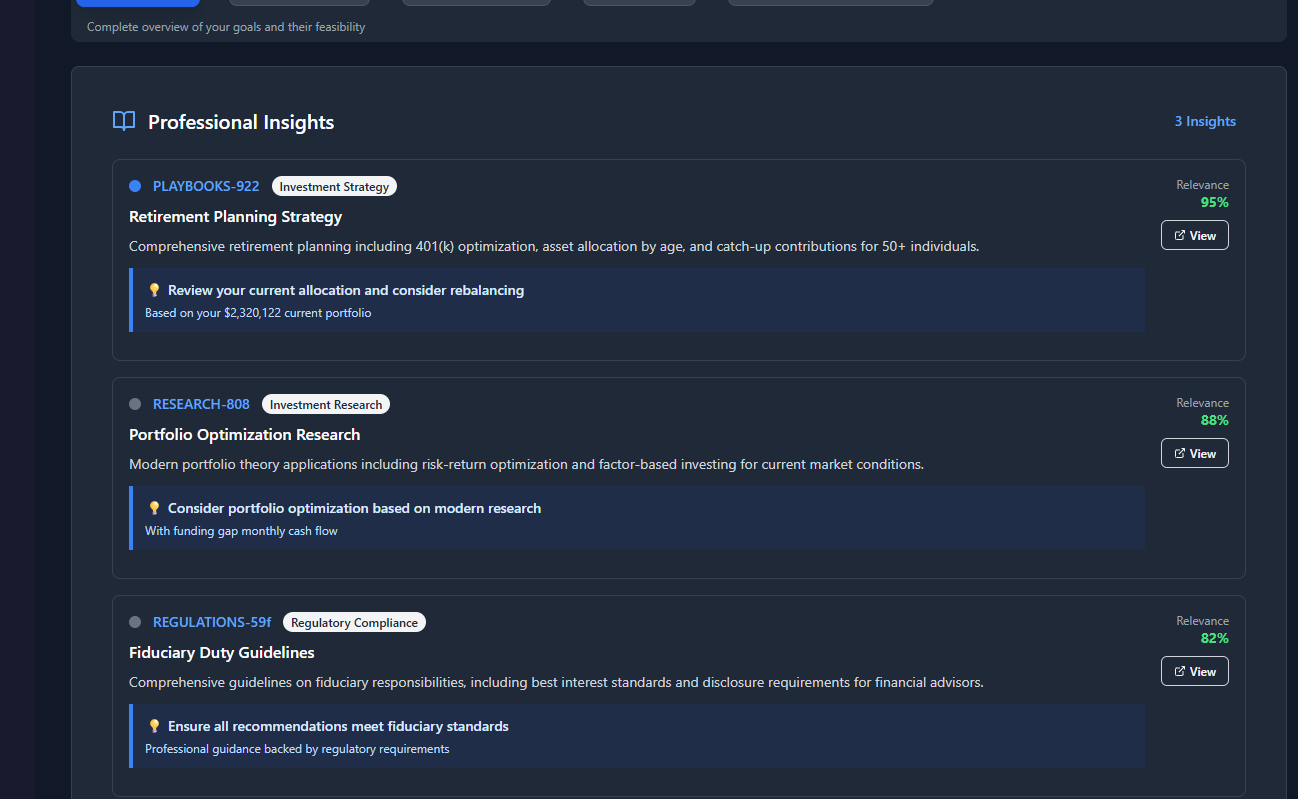 Complete overview of your goals and their feasibility
Professional Insights
3 Insights
PLAYBOOKS-922 Investment Strategy
Relevance
95%
Retirement Planning Strategy
View
Comprehensive retirement planning including 401(k) optimization, asset allocation by age, and catch-up contributions for 50+ individuals.
Review your current allocation and consider rebalancing
Based on your $2,320,122 current portfolio
RESEARCH-808 Investment Research
Relevance
88%
Portfolio Optimization Research
View
Modern portfolio theory applications including risk-return optimization and factor-based investing for current market conditions.
Consider portfolio optimization based on modern research
With funding gap monthly cash flow
REGULATIONS-59f Regulatory Compliance
Relevance
82%
Fiduciary Duty Guidelines
View
Comprehensive guidelines on fiduciary responsibilities, including best interest standards and disclosure requirements for financial advisors.
Ensure all recommendations meet fiduciary standards
Professional guidance backed by regulatory requirements